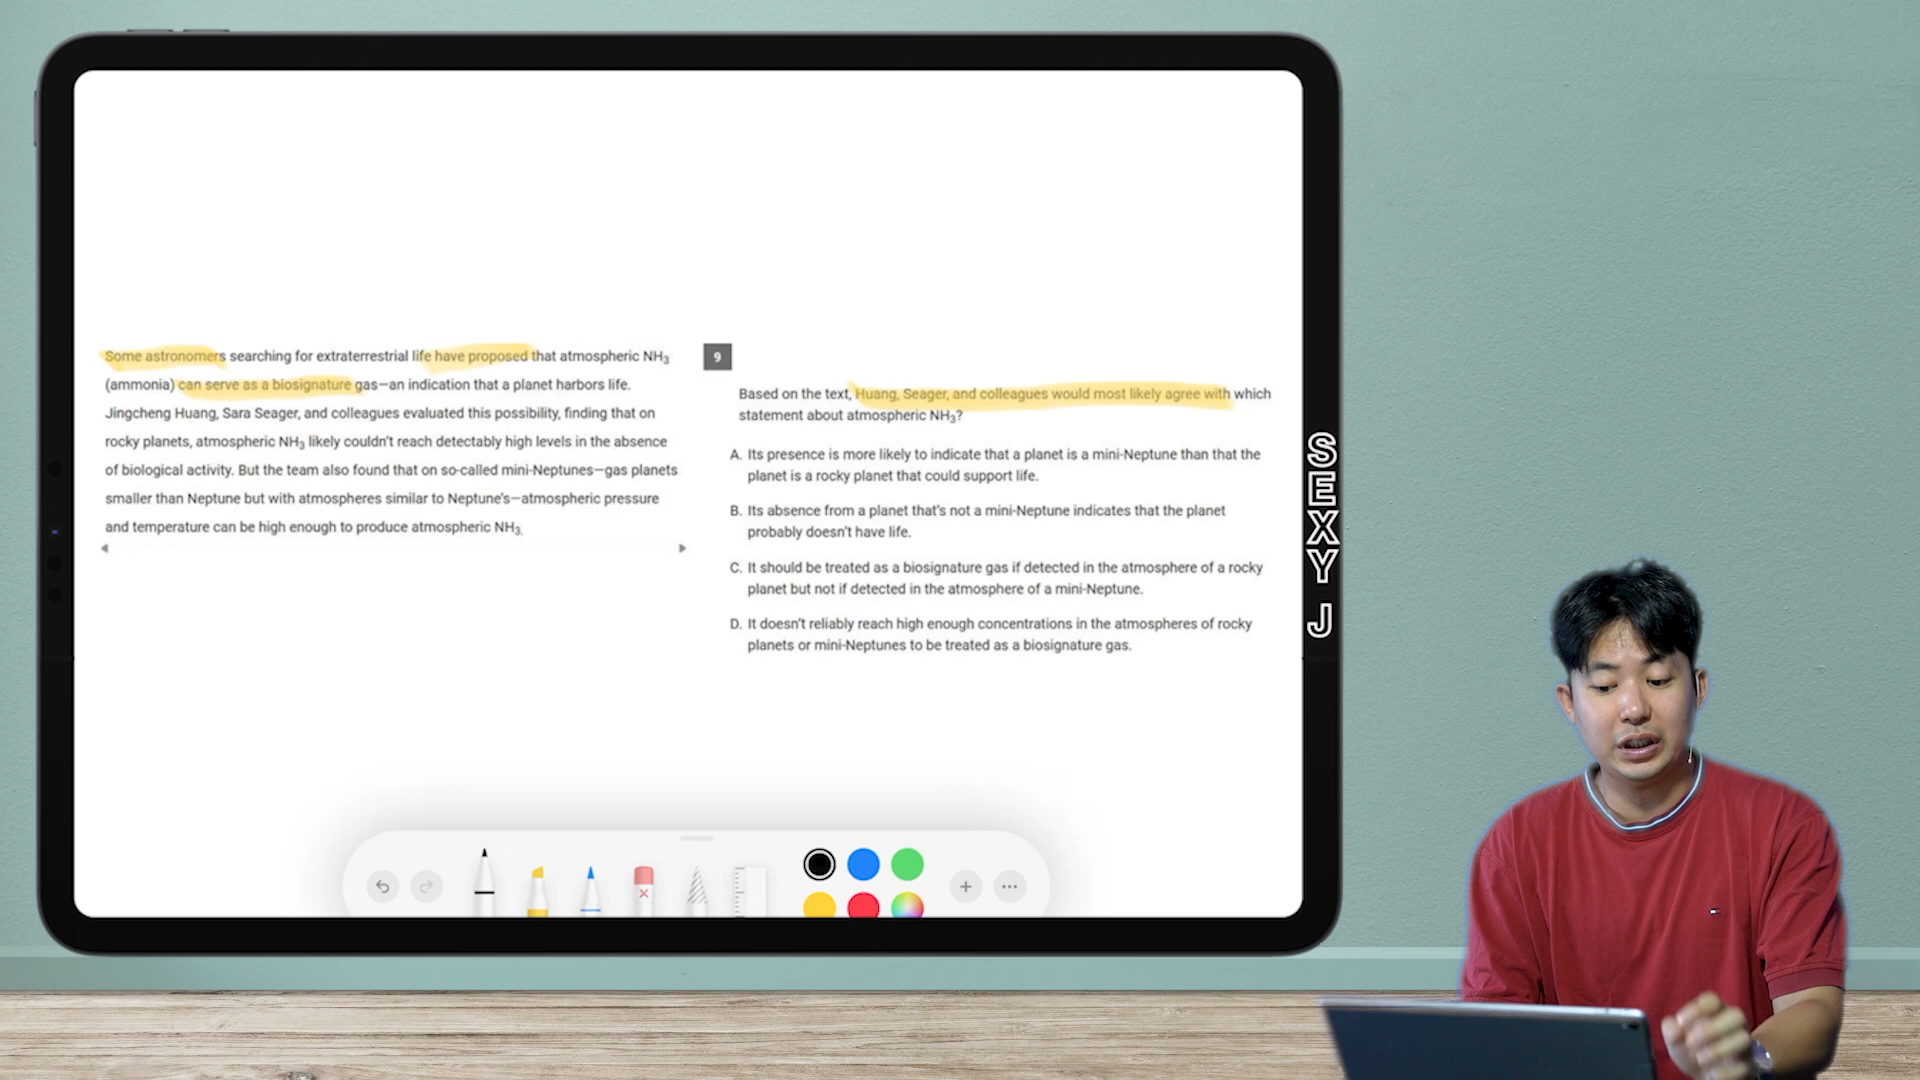 Some astronomers searching for extraterrestrial life have proposed that atmospheric NH₃
(ammonia) can serve as a biosignature gas—an indication that a planet harbors life.
Jingcheng Huang, Sara Seager, and colleagues evaluated this possibility, finding that on
rocky planets, atmospheric NH₃ likely couldn't reach detectably high levels in the absence
of biological activity. But the team also found that on so-called mini-Neptunes—gas planets
smaller than Neptune but with atmospheres similar to Neptune's—atmospheric pressure
and temperature can be high enough to produce atmospheric NH₃.
9
Based on the text, Huang, Seager, and colleagues would most likely agree with which
statement about atmospheric NH₃?
A. Its presence is more likely to indicate that a planet is a mini-Neptune than that the
planet is a rocky planet that could support life.
B. Its absence from a planet that's not a mini-Neptune indicates that the planet
probably doesn't have life.
C. It should be treated as a biosignature gas if detected in the atmosphere of a rocky
planet but not if detected in the atmosphere of a mini-Neptune.
D. It doesn't reliably reach high enough concentrations in the atmospheres of rocky
planets or mini-Neptunes to be treated as a biosignature gas.
SEXY J